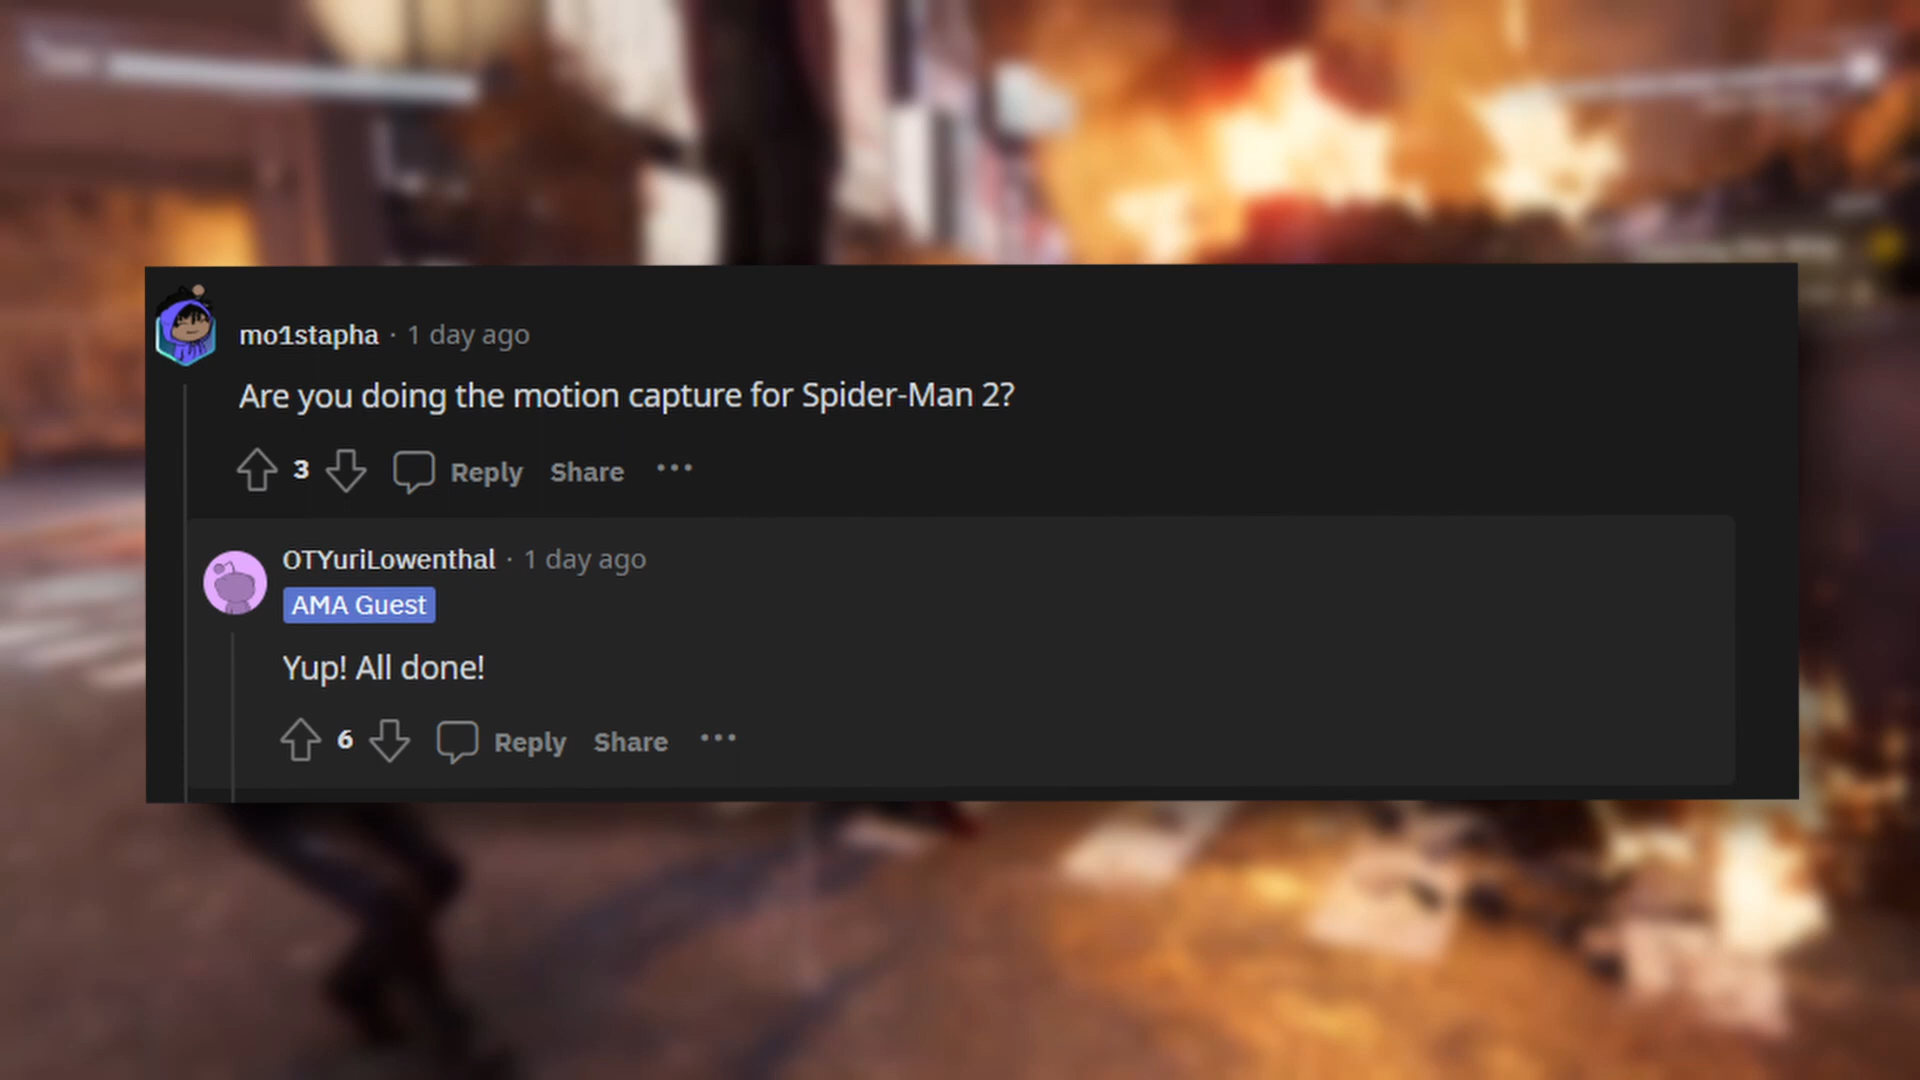 mo1stapha · 1 day ago
Are you doing the motion capture for Spider-Man 2?
3 Reply Share ···
OTYuriLowenthal · 1 day ago
AMA Guest
Yup! All done!
6 Reply Share ···